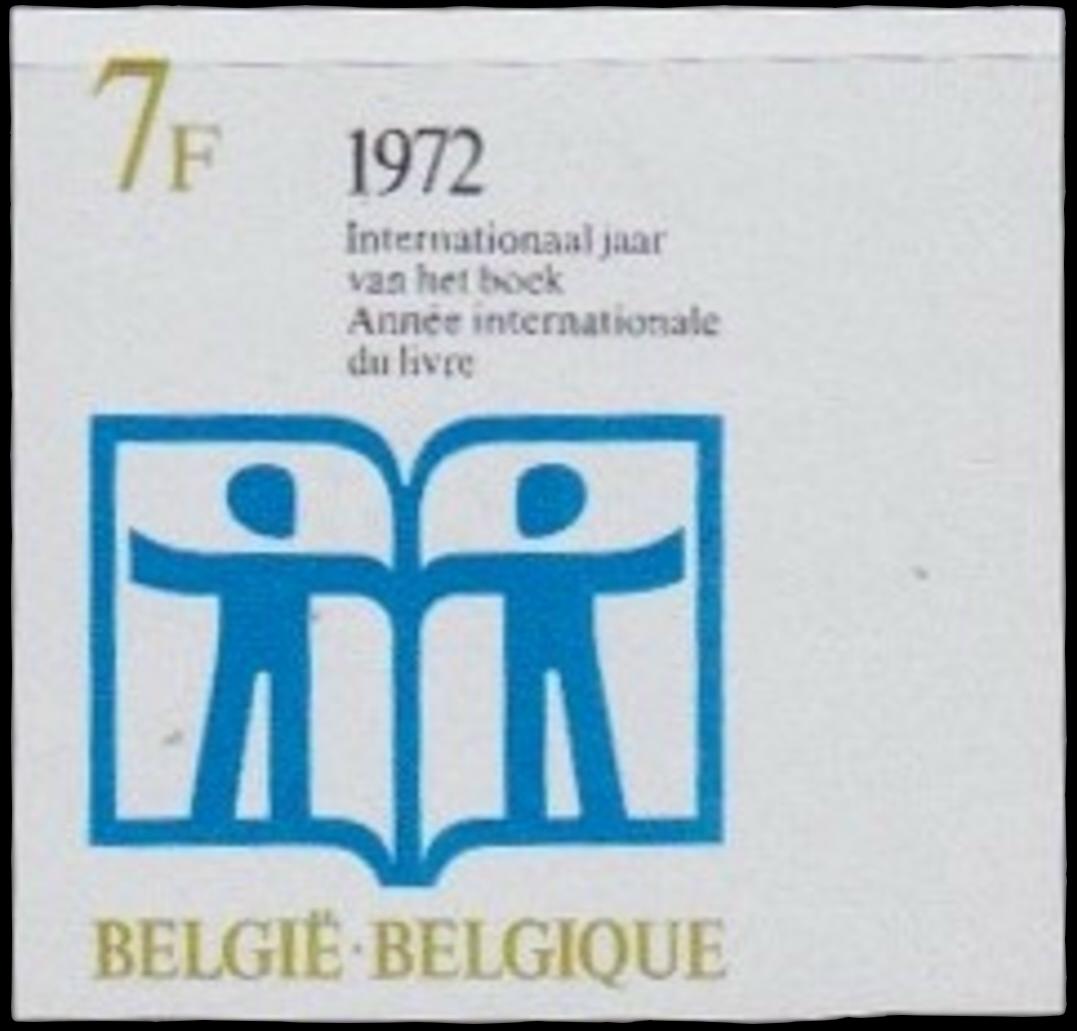 7F
1972
Internationaal jaar
van het boek
Année internationale
du livre
BELGIË·BELGIQUE